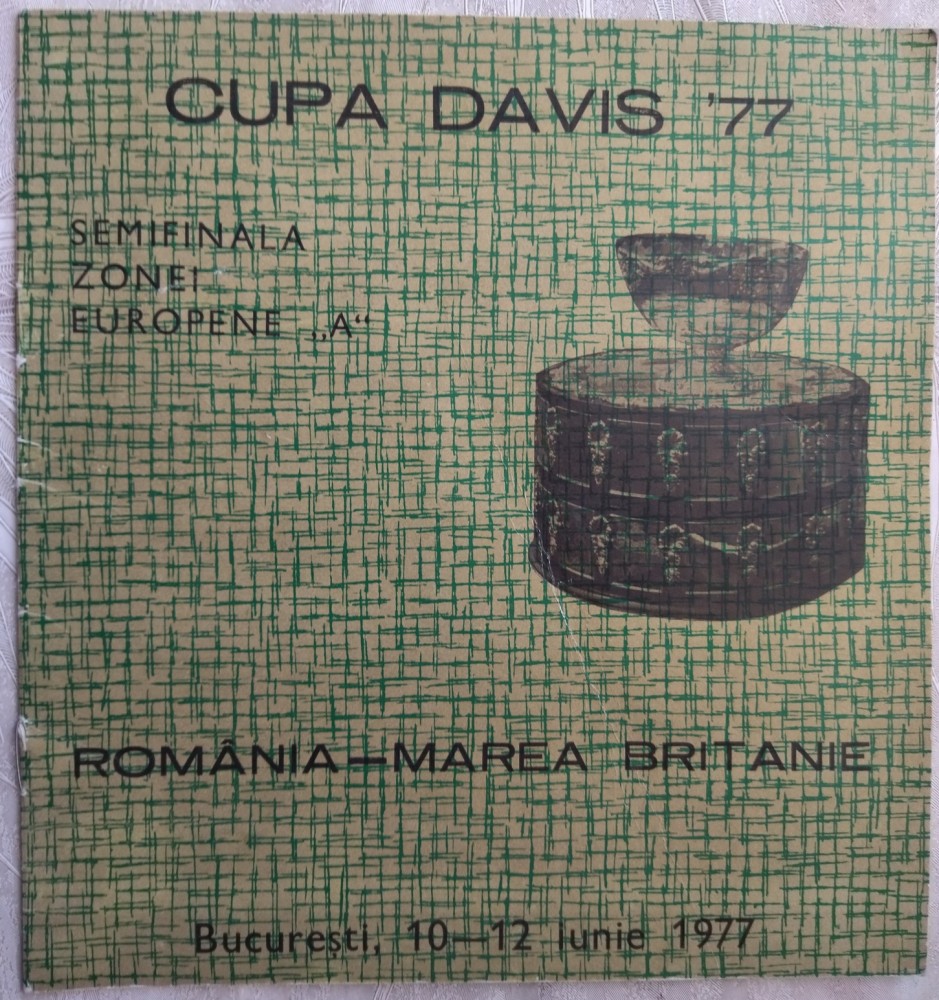 CUPA DAVIS '77
SEMIFINALA
ZONEI
EUROPENE „A“
ROMÂNIA—MAREA BRITANIE
București, 10—12 iunie 1977